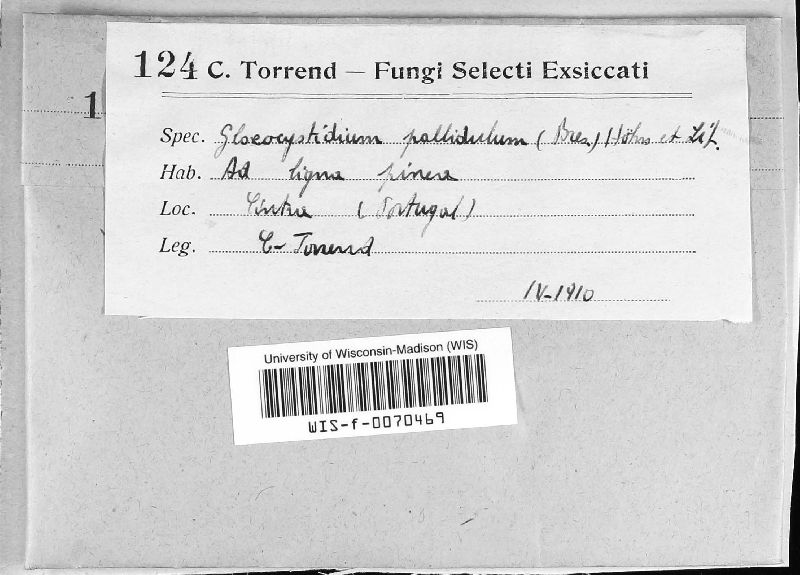 124 C. Torrend — Fungi Selecti Exsiccati
1
Spec. Gloeocystidium pallidulum (Bres.) Höhn et Lit.
Hab. Ad ligna pinea
Loc. Cintra (Portugal)
Leg. C. Torrend
IV-1910
University of Wisconsin-Madison (WIS)
WIS-f-0070469